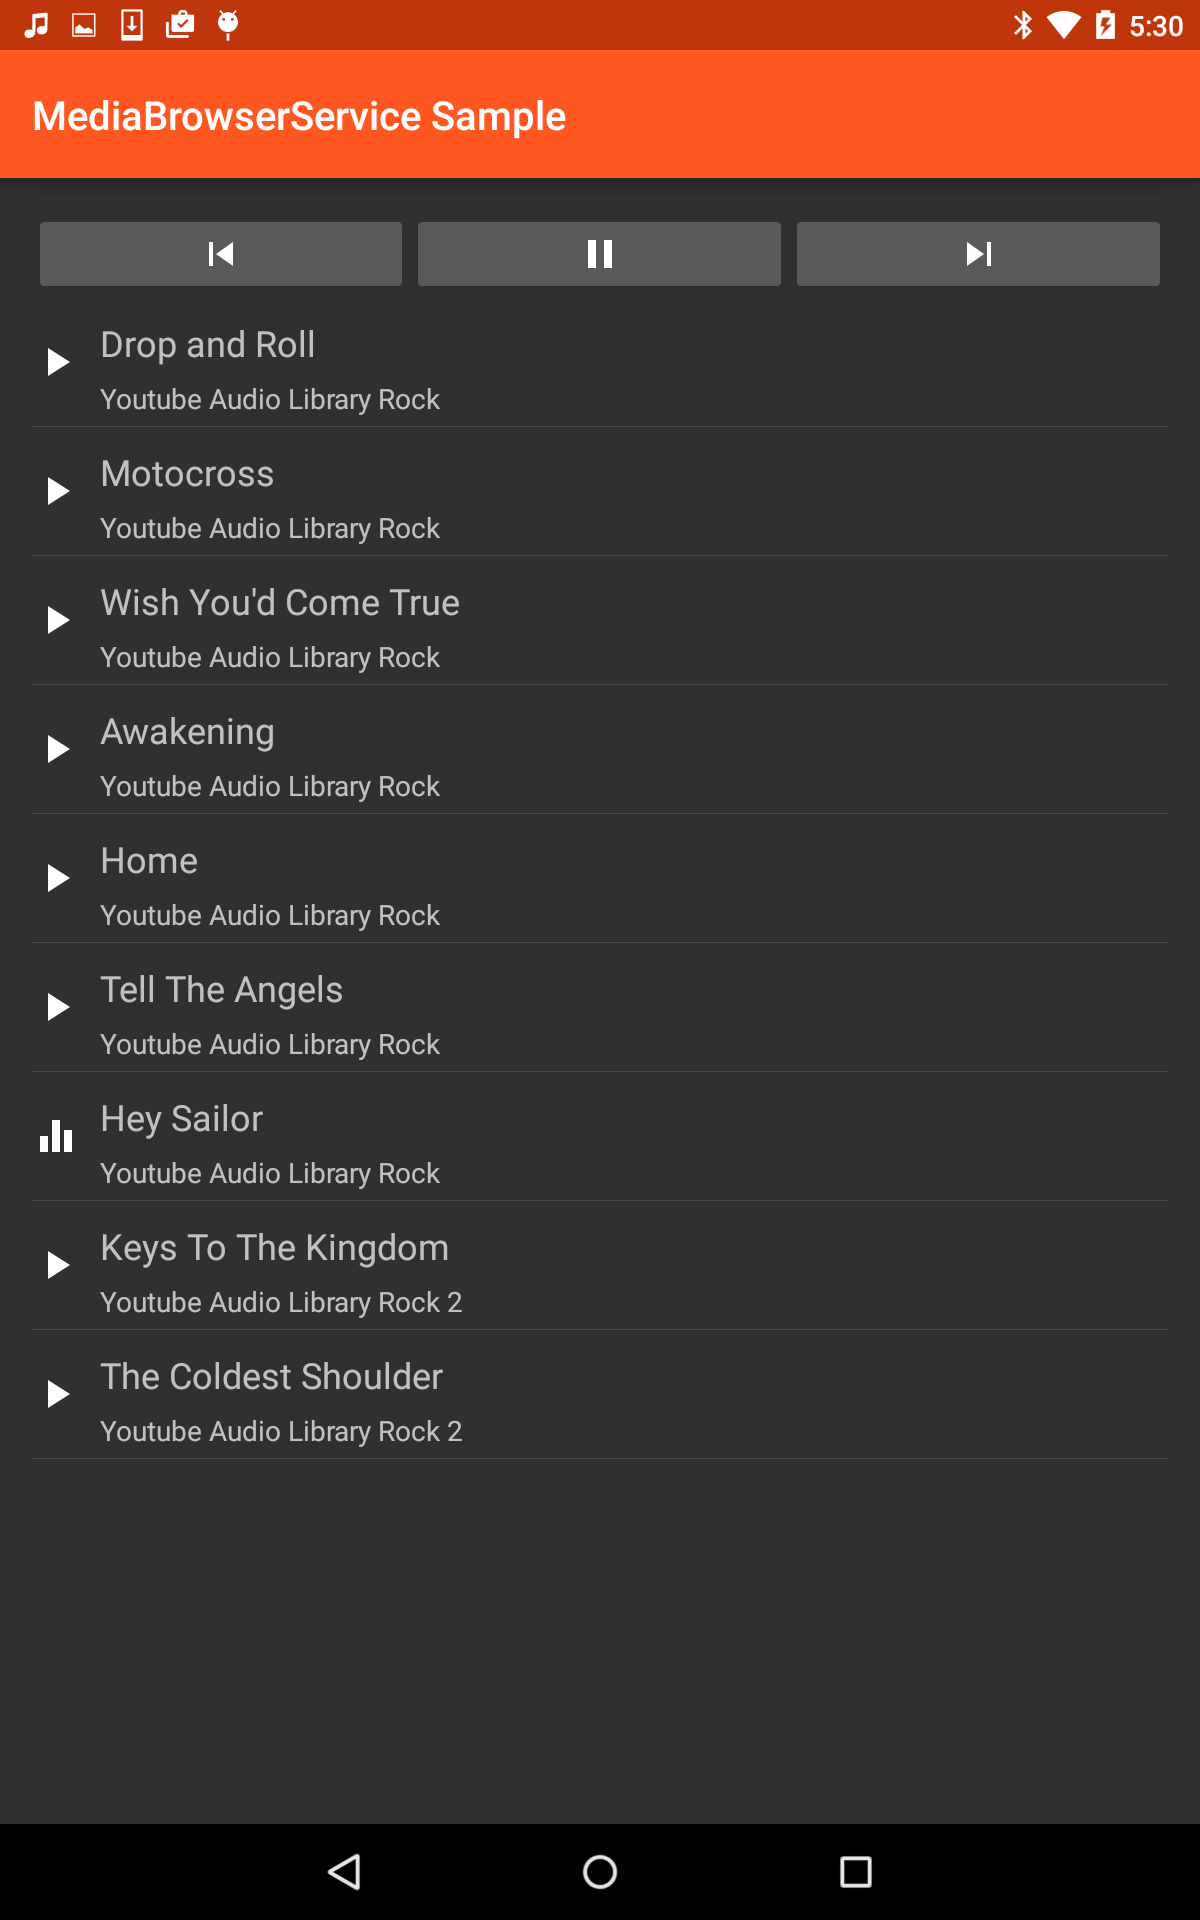 5:30
MediaBrowserService Sample
Drop and Roll
Youtube Audio Library Rock
Motocross
Youtube Audio Library Rock
Wish You'd Come True
Youtube Audio Library Rock
Awakening
Youtube Audio Library Rock
Home
Youtube Audio Library Rock
Tell The Angels
Youtube Audio Library Rock
Hey Sailor
Youtube Audio Library Rock
Keys To The Kingdom
Youtube Audio Library Rock 2
The Coldest Shoulder
Youtube Audio Library Rock 2